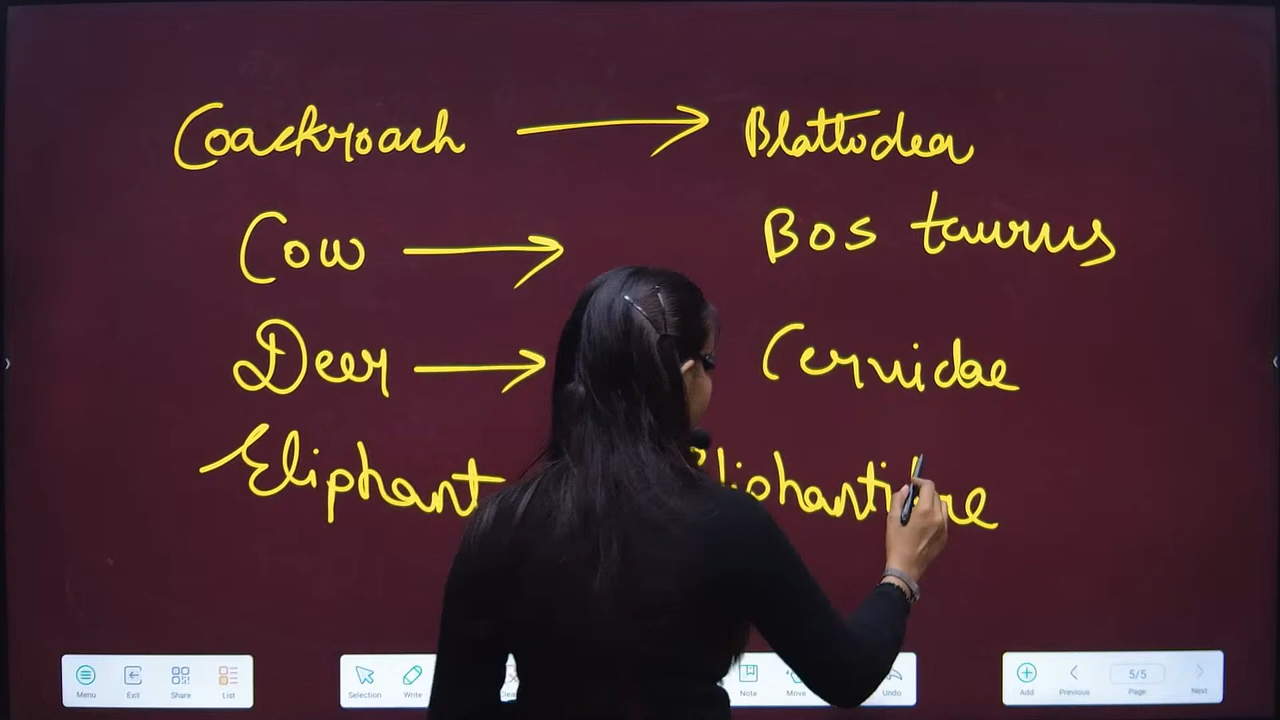 Coackroach → Blattodea
Cow → Bos taurus
Deer → Cervidae
Eliphant
Menu Exit Share List Selection Write Note Move Undo Add Previous 5/5 Page Next